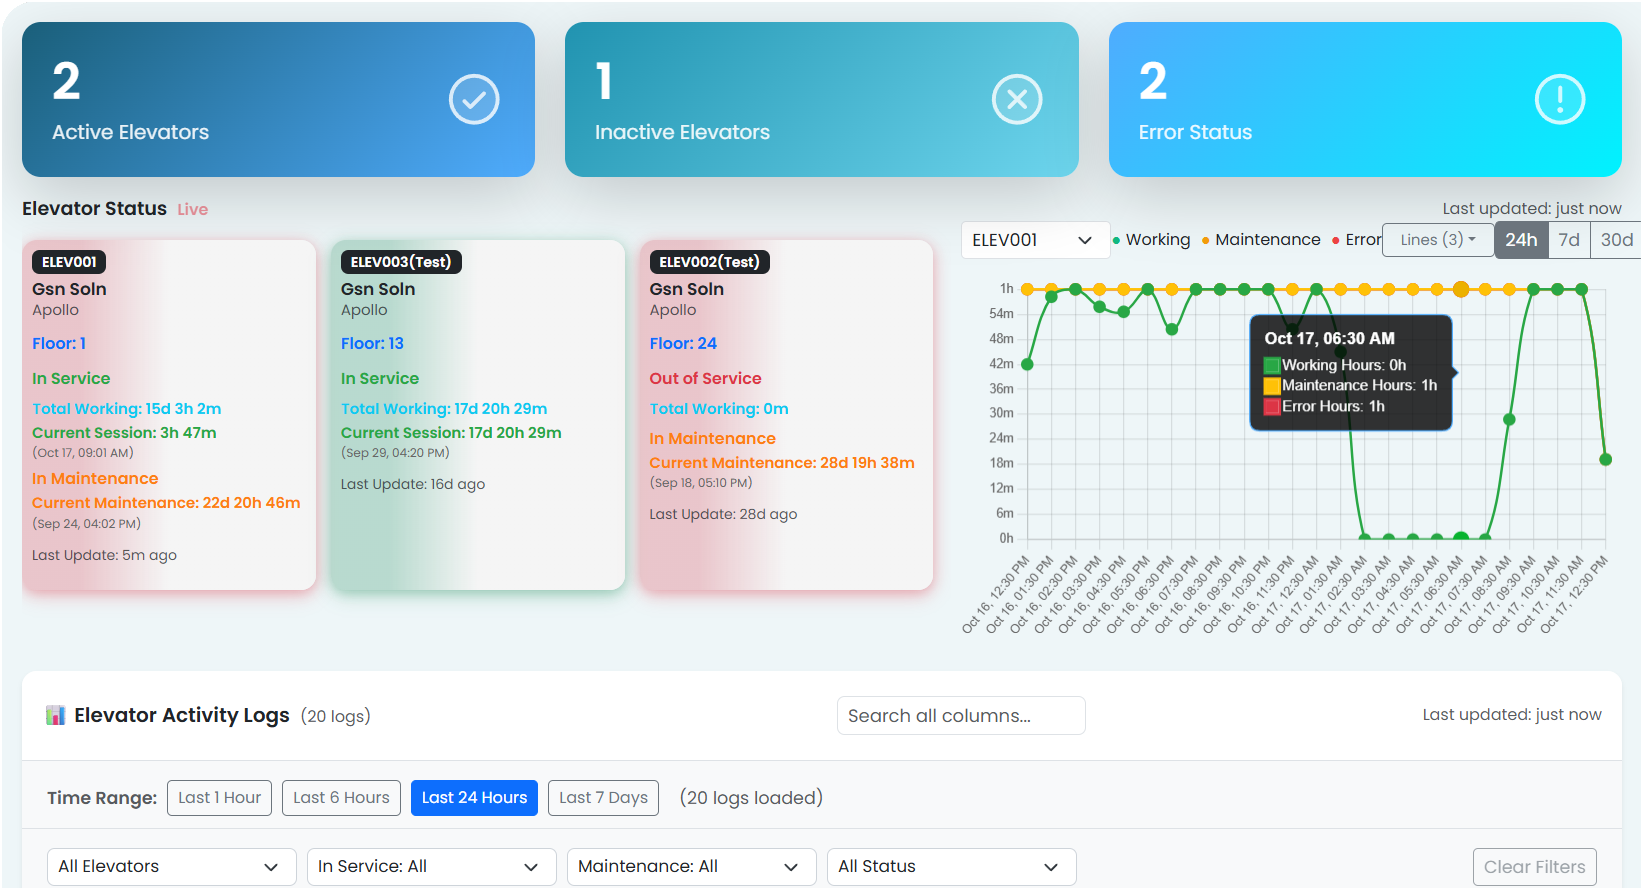 2
Active Elevators
1
Inactive Elevators
2
Error Status
Elevator Status Live
Last updated: just now
ELEV001
Gsn Soln
Apollo
Floor: 1
In Service
Total Working: 15d 3h 2m
Current Session: 3h 47m
(Oct 17, 09:01 AM)
In Maintenance
Current Maintenance: 22d 20h 46m
(Sep 24, 04:02 PM)
Last Update: 5m ago
ELEV003(Test)
Gsn Soln
Apollo
Floor: 13
In Service
Total Working: 17d 20h 29m
Current Session: 17d 20h 29m
(Sep 29, 04:20 PM)
Last Update: 16d ago
ELEV002(Test)
Gsn Soln
Apollo
Floor: 24
Out of Service
Total Working: 0m
In Maintenance
Current Maintenance: 28d 19h 38m
(Sep 18, 05:10 PM)
Last Update: 28d ago
ELEV001 Working Maintenance Error Lines (3) 24h 7d 30d
1h
54m
48m
42m
36m
30m
24m
18m
12m
6m
0h
Oct 17, 06:30 AM
Working Hours: 0h
Maintenance Hours: 1h
Error Hours: 1h
Oct 16, 12:30 PM
Oct 16, 01:30 PM
Oct 16, 02:30 PM
Oct 16, 03:30 PM
Oct 16, 04:30 PM
Oct 16, 05:30 PM
Oct 16, 06:30 PM
Oct 16, 07:30 PM
Oct 16, 08:30 PM
Oct 16, 09:30 PM
Oct 16, 10:30 PM
Oct 16, 11:30 PM
Oct 17, 12:30 AM
Oct 17, 01:30 AM
Oct 17, 02:30 AM
Oct 17, 03:30 AM
Oct 17, 04:30 AM
Oct 17, 05:30 AM
Oct 17, 06:30 AM
Oct 17, 07:30 AM
Oct 17, 08:30 AM
Oct 17, 09:30 AM
Oct 17, 10:30 AM
Oct 17, 11:30 AM
Oct 17, 12:30 PM
Elevator Activity Logs (20 logs)
Search all columns...
Last updated: just now
Time Range: Last 1 Hour Last 6 Hours Last 24 Hours Last 7 Days (20 logs loaded)
All Elevators In Service: All Maintenance: All All Status Clear Filters